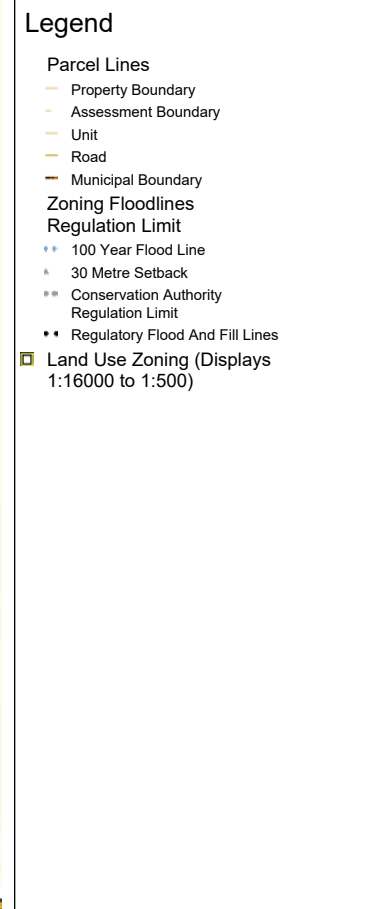 Legend
Parcel Lines
Property Boundary
Assessment Boundary
Unit
Road
Municipal Boundary
Zoning Floodlines
Regulation Limit
100 Year Flood Line
30 Metre Setback
Conservation Authority
Regulation Limit
Regulatory Flood And Fill Lines
Land Use Zoning (Displays
1:16000 to 1:500)